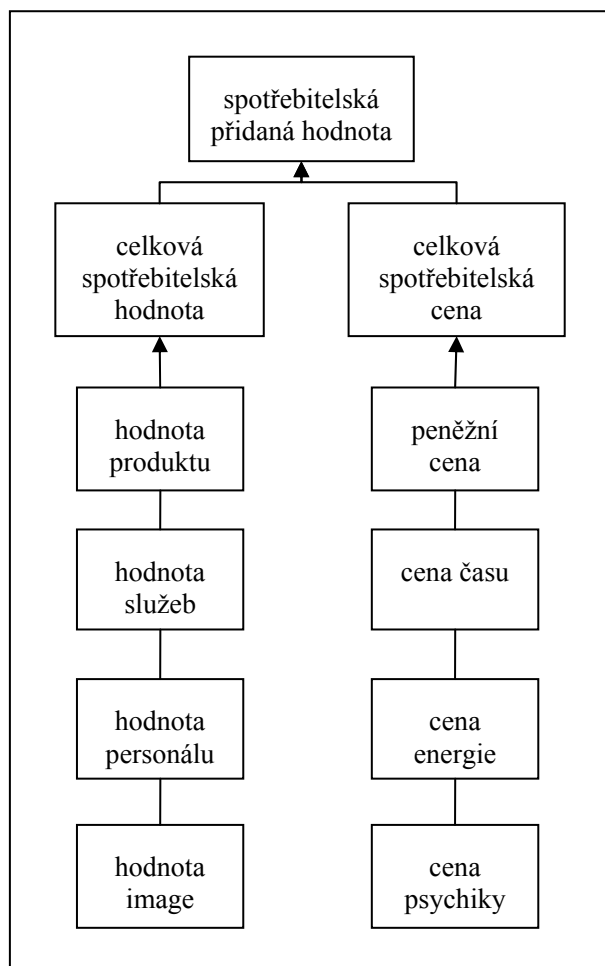 spotřebitelská
přidaná hodnota
celková
spotřebitelská
hodnota
celková
spotřebitelská
cena
hodnota
produktu
peněžní
cena
hodnota
služeb
cena času
hodnota
personálu
cena
energie
hodnota
image
cena
psychiky